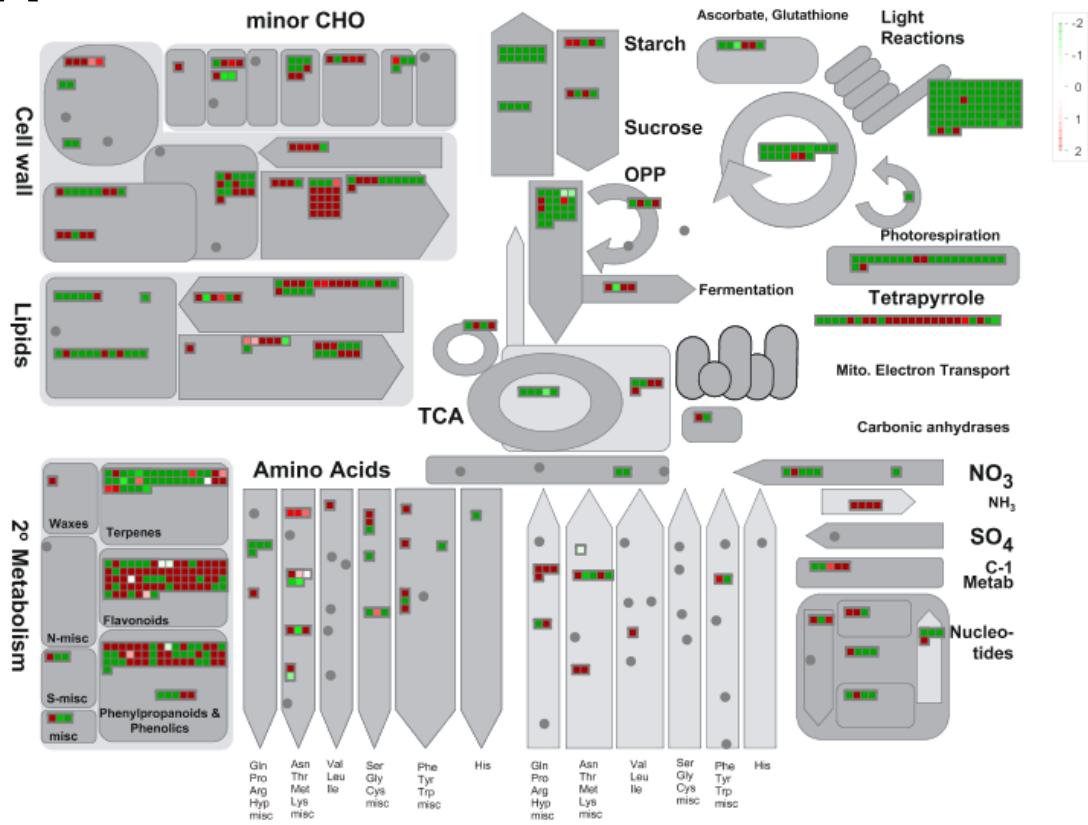 minor CHO
Ascorbate, Glutathione
Light
Reactions
-2
-1
0
1
2
Starch
Sucrose
Cell wall
OPP
Photorespiration
Fermentation
Tetrapyrrole
Lipids
Mito. Electron Transport
TCA
Carbonic anhydrases
Amino Acids
NO3
NH3
SO4
C-1
Metab
Nucleo-
tides
2º Metabolism
Waxes
Terpenes
Flavonoids
N-misc
S-misc
misc
Phenylpropanoids &
Phenolics
Gln
Pro
Arg
Hyp
misc
Asn
Thr
Met
Lys
misc
Val
Leu
Ile
Ser
Gly
Cys
misc
Phe
Tyr
Trp
misc
His
Gln
Pro
Arg
Hyp
misc
Asn
Thr
Met
Lys
misc
Val
Leu
Ile
Ser
Gly
Cys
misc
Phe
Tyr
Trp
misc
His